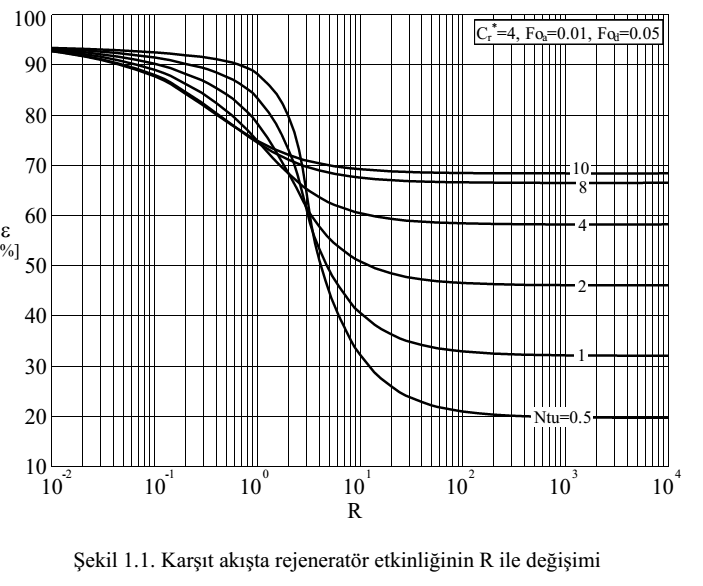 100
C_r^*=4, Fo_a=0.01, Fo_d=0.05
90
80
70
10
8
60
ε
%]
4
50
2
40
30
1
20
Ntu=0.5
10
10^-2 10^-1 10^0 10^1 10^2 10^3 10^4
R
Şekil 1.1. Karşıt akışta rejeneratör etkinliğinin R ile değişimi